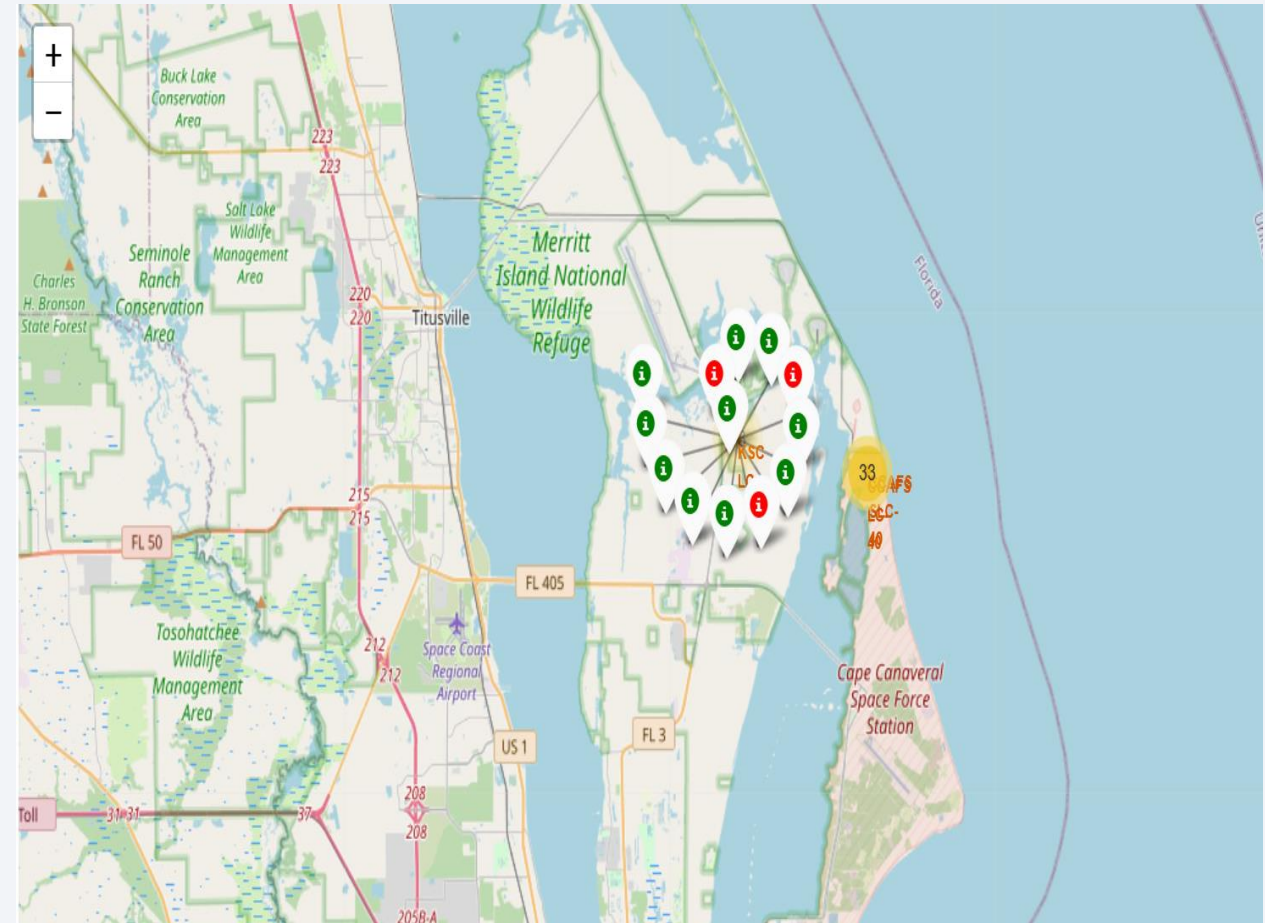 +
−
Buck Lake
Conservation
Area
223
223
Salt Lake
Wildlife
Management
Area
Seminole
Ranch
Conservation
Area
Charles
H. Bronson
State Forest
Merritt
Island National
Wildlife
Refuge
Florida
220
220
Titusville
i
i
i
i
i
i
i
i
i
i
i
i
i
KSC
LC
33
215
215
FL 50
FL 405
Tosohatchee
Wildlife
Management
Area
212
212
Space Coast
Regional
Airport
Cape Canaveral
Space Force
Station
US 1
FL 3
208
208
Toll
31
31
37
205B-A